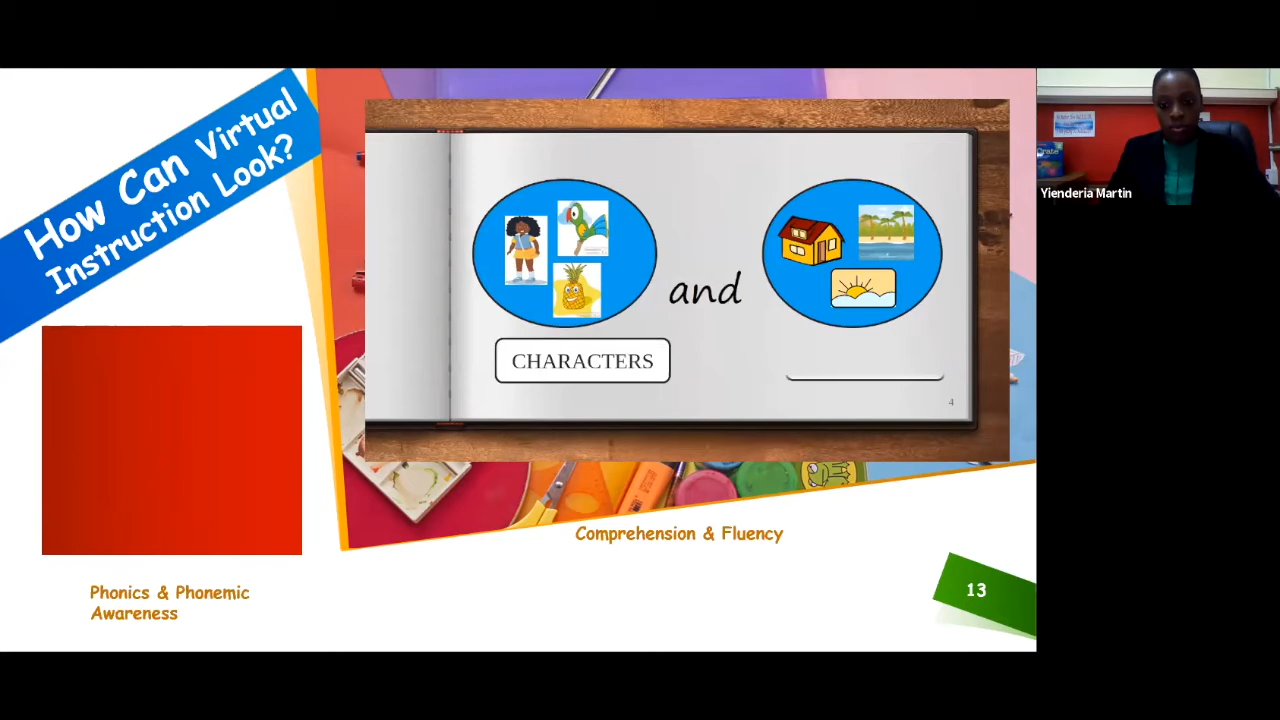 How Can Virtual
Instruction Look?
and
CHARACTERS
4
Comprehension & Fluency
Phonics & Phonemic
Awareness
13
Yienderia Martin